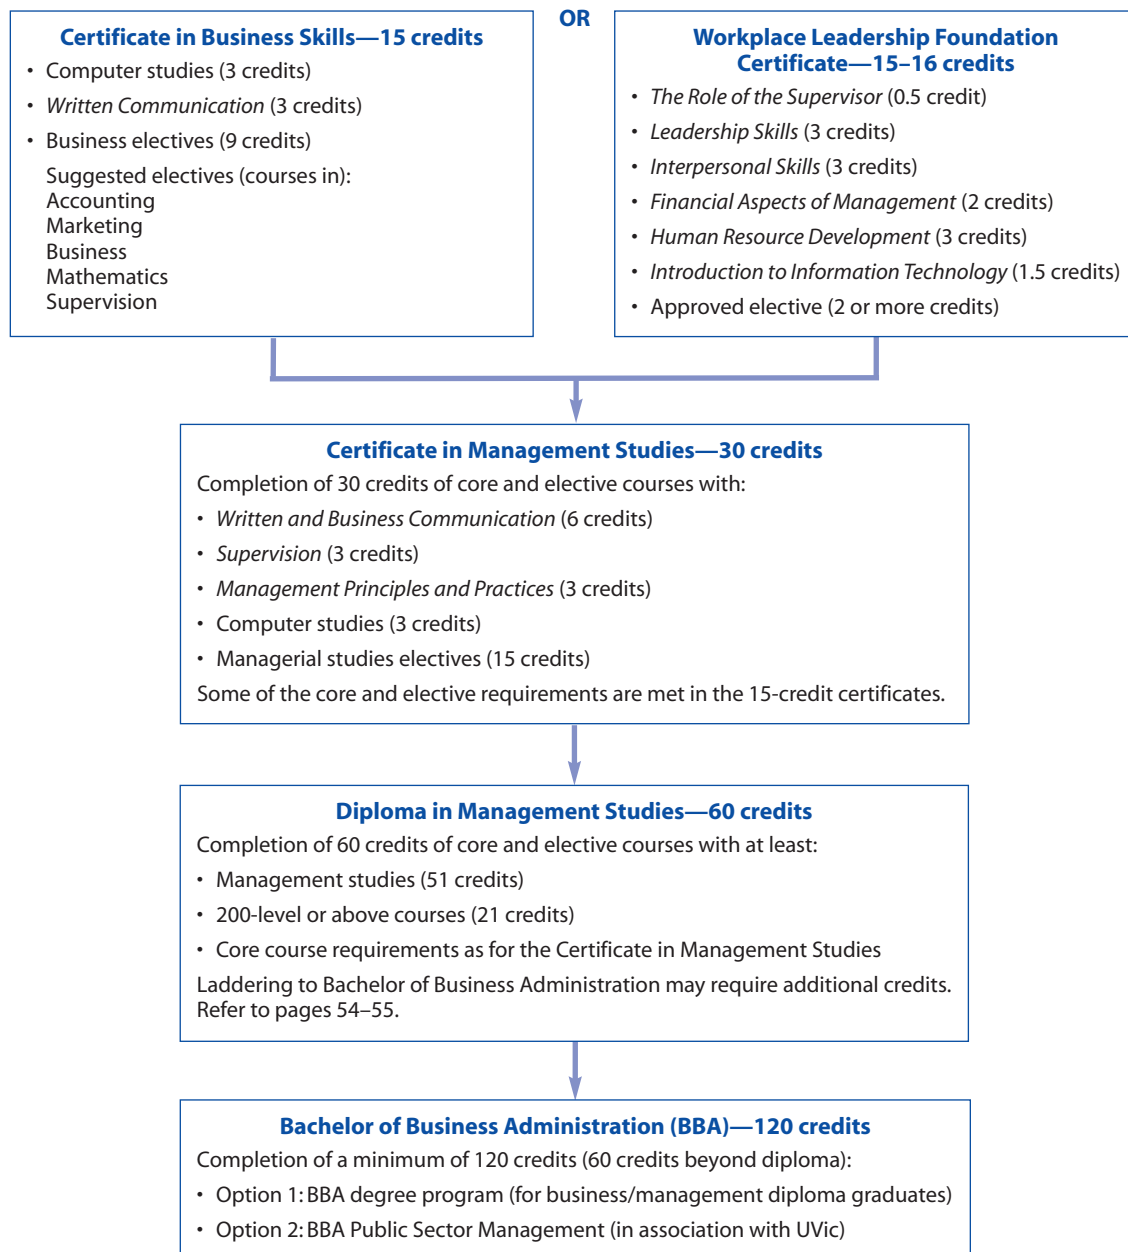 OR
Certificate in Business Skills—15 credits
• Computer studies (3 credits)
• Written Communication (3 credits)
• Business electives (9 credits)
Suggested electives (courses in):
Accounting
Marketing
Business
Mathematics
Supervision
Workplace Leadership Foundation
Certificate—15–16 credits
• The Role of the Supervisor (0.5 credit)
• Leadership Skills (3 credits)
• Interpersonal Skills (3 credits)
• Financial Aspects of Management (2 credits)
• Human Resource Development (3 credits)
• Introduction to Information Technology (1.5 credits)
• Approved elective (2 or more credits)
Certificate in Management Studies—30 credits
Completion of 30 credits of core and elective courses with:
• Written and Business Communication (6 credits)
• Supervision (3 credits)
• Management Principles and Practices (3 credits)
• Computer studies (3 credits)
• Managerial studies electives (15 credits)
Some of the core and elective requirements are met in the 15-credit certificates.
Diploma in Management Studies—60 credits
Completion of 60 credits of core and elective courses with at least:
• Management studies (51 credits)
• 200-level or above courses (21 credits)
• Core course requirements as for the Certificate in Management Studies
Laddering to Bachelor of Business Administration may require additional credits.
Refer to pages 54–55.
Bachelor of Business Administration (BBA)—120 credits
Completion of a minimum of 120 credits (60 credits beyond diploma):
• Option 1: BBA degree program (for business/management diploma graduates)
• Option 2: BBA Public Sector Management (in association with UVic)